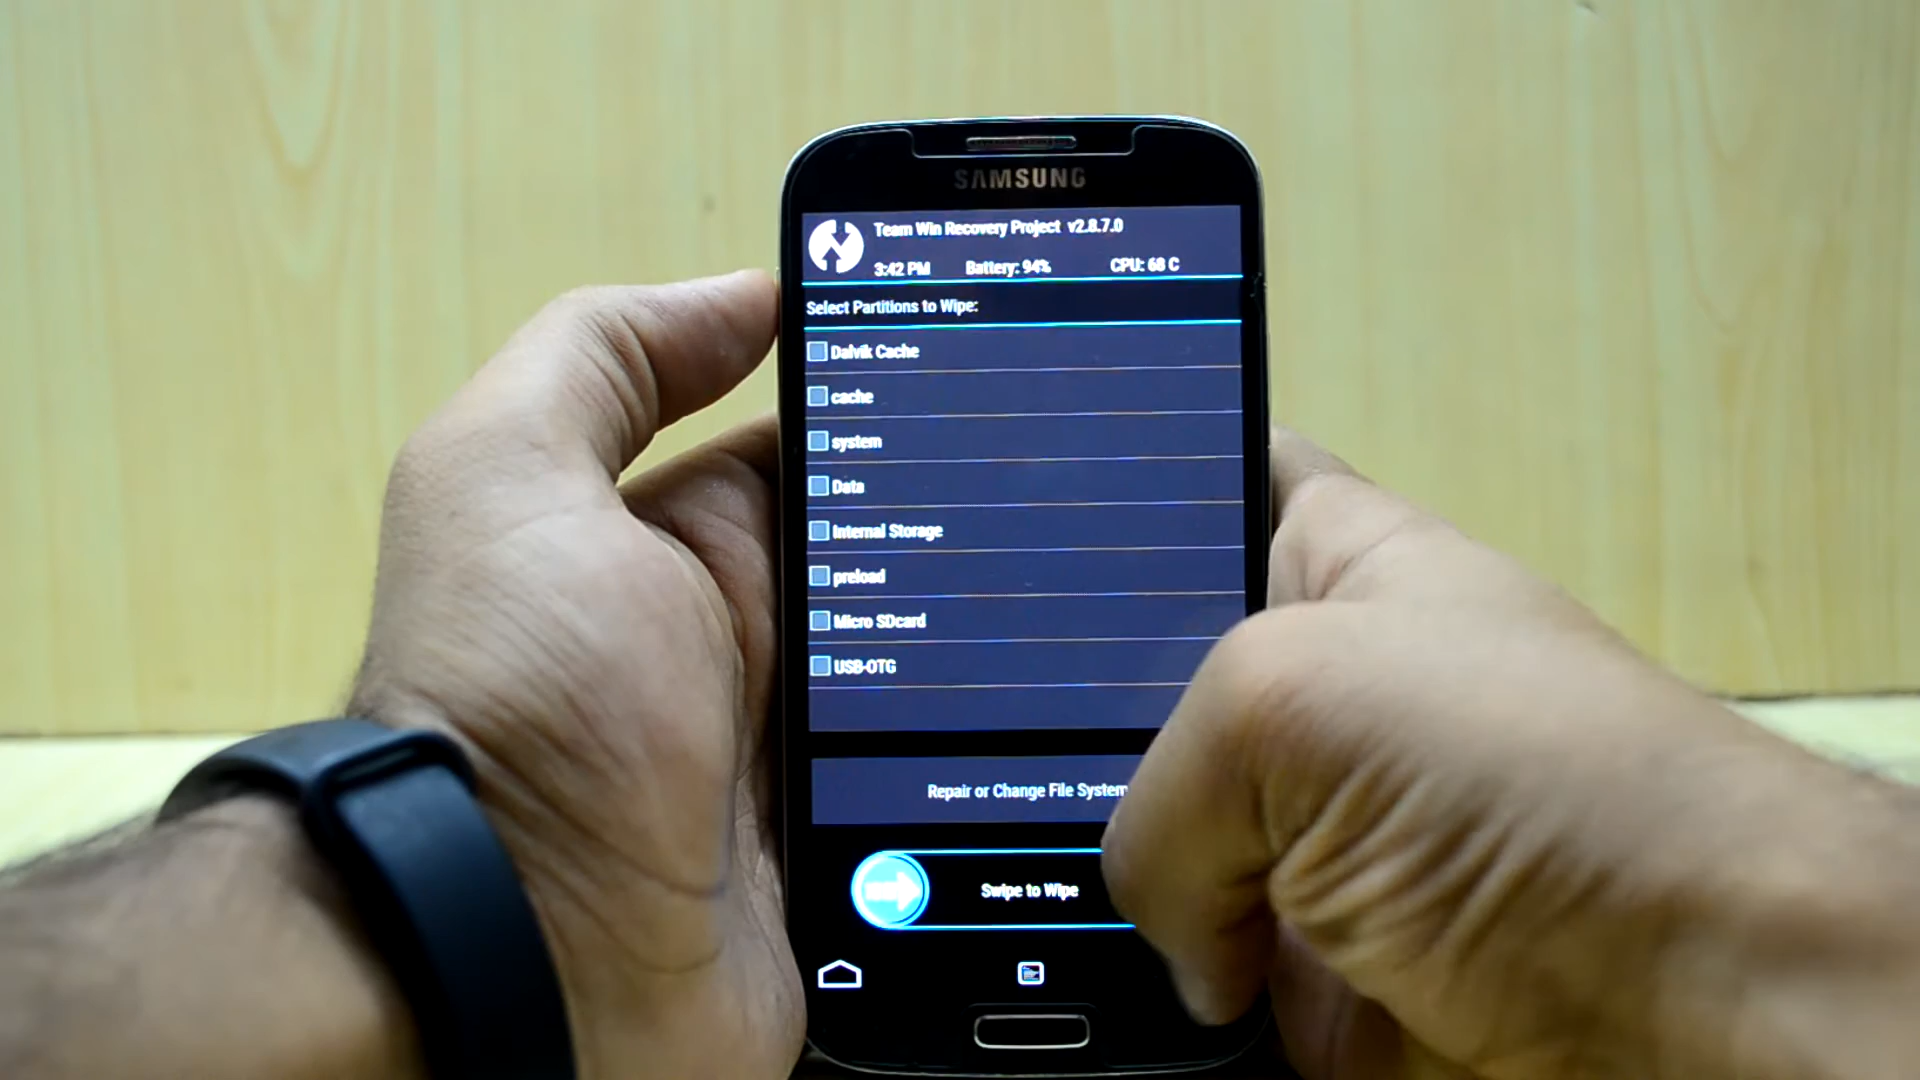 SAMSUNG
Team Win Recovery Project v2.8.7.0
3:42 PM Battery: 94% CPU: 68 C
Select Partitions to Wipe:
Dalvik Cache
cache
system
Data
Internal Storage
preload
Micro SDcard
USB-OTG
Repair or Change File System
Swipe to Wipe